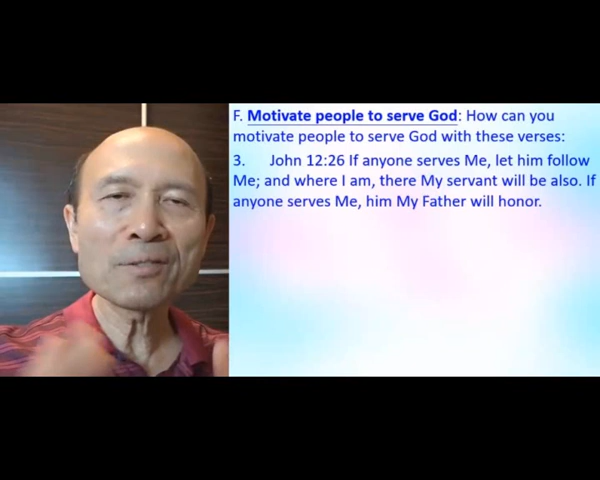 F. Motivate people to serve God: How can you
motivate people to serve God with these verses:
3. John 12:26 If anyone serves Me, let him follow
Me; and where I am, there My servant will be also. If
anyone serves Me, him My Father will honor.